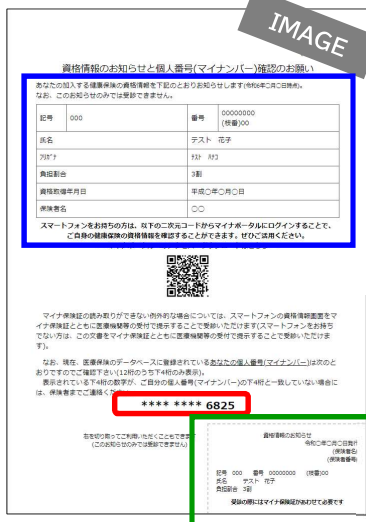 IMAGE
資格情報のお知らせと個人番号(マイナンバー)確認のお願い
あなたの加入する健康保険の資格情報を下記のとおりお知らせします(令和6年○月○日時点)。
なお、このお知らせのみでは受診できません。
記号 000 番号 00000000
(枝番)00
氏名 テスト 花子
フリガナ テスト ハナコ
負担割合 3割
資格取得年月日 平成○年○月○日
保険者名 ○○
スマートフォンをお持ちの方は、以下の二次元コードからマイナポータルにログインすることで、
ご自身の健康保険の資格情報を確認することができます。ぜひご活用ください。
マイナ保険証の読み取りができない例外的な場合については、スマートフォンの資格情報画面をマ
イナ保険証とともに医療機関等の受付で提示することで受診いただけます(スマートフォンをお持ち
でない方は、この文書をマイナ保険証とともに医療機関等の受付で提示することで受診いただけま
す)。
なお、現在、医療保険のデータベースに登録されているあなたの個人番号(マイナンバー)は次のと
おりですのでご確認下さい(12桁のうち下4桁のみ表示)。
表示されている下4桁の数字が、ご自分の個人番号(マイナンバー)の下4桁と一致していない場合に
は、保険者までご連絡ください。
**** **** 6825
右を切り取ってご利用いただくこともできます
(このお知らせのみでは受診できません)
資格情報のお知らせ
令和○年○月○日発行
(保険者名)
(保険者番号)
記号 000 番号 00000000 (枝番)00
氏名 テスト 花子
負担割合 3割
受診の際にはマイナ保険証があわせて必要です